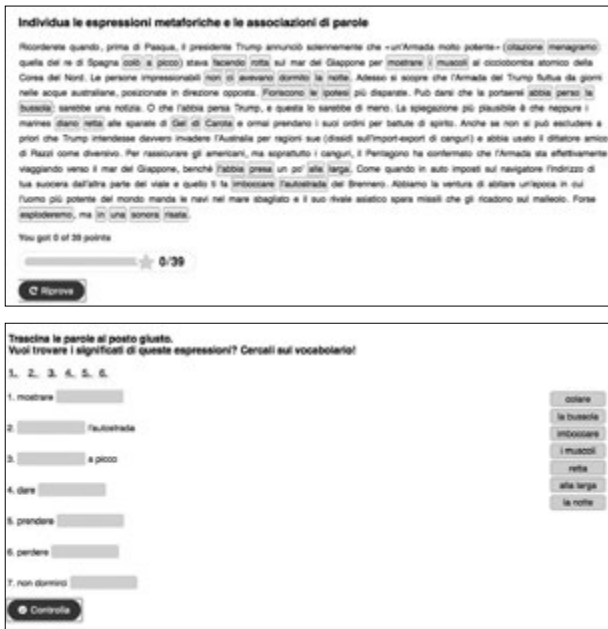 Individua le espressioni metaforiche e le associazioni di parole
Ricorderete quando, prima di Pasqua, il presidente Trump annunciò solennemente che «un'Armada molto potente» (citazione menagramo:
quella del re di Spagna colò a picco) stava facendo rotta sul mar del Giappone per mostrare i muscoli al cicciobomba atomico della
Corea del Nord. Le persone impressionabili non ci avevano dormito la notte. Adesso si scopre che l'Armada del Trump fluttua da giorni
nelle acque australiane, posizionate in direzione opposta. Fioriscono le ipotesi più disparate. Può darsi che la portaerei abbia perso la
bussola: sarebbe una notizia. O che l'abbia persa Trump, e questa lo sarebbe di meno. La spiegazione più plausibile è che neppure i
marines diano retta alle sparate di Gel di Carota e ormai prendano i suoi ordini per battute di spirito. Anche se non si può escludere a
priori che Trump intendesse davvero invadere l'Australia per ragioni sue (dissidi sull'import-export di canguri) e abbia usato il dittatore amico
di Razzi come diversivo. Per rassicurare gli americani, ma soprattutto i canguri, il Pentagono ha confermato che l'Armada sta effettivamente
viaggiando verso il mar del Giappone, benché l'abbia presa un po' alla larga. Come quando in auto imposti sul navigatore l'indirizzo di
tua suocera dall'altra parte del viale e quello ti fa imboccare l'autostrada del Brennero. Abbiamo la ventura di abitare un'epoca in cui
l'uomo più potente del mondo manda le navi nel mare sbagliato e il suo rivale asiatico spara missili che gli ricadono sul malleolo. Forse
esploderemo, ma in una sonora risata.
You got 0 of 39 points
0/39
Riprova
Trascina le parole al posto giusto.
Vuoi trovare i significati di queste espressioni? Cercali sul vocabolario!
1. 2. 3. 4. 5. 6.
1. mostrare
2. l'autostrada
3. a picco
4. dare
5. prendere
6. perdere
7. non dormirci
colare
la bussola
imboccare
i muscoli
retta
alla larga
la notte
Controlla